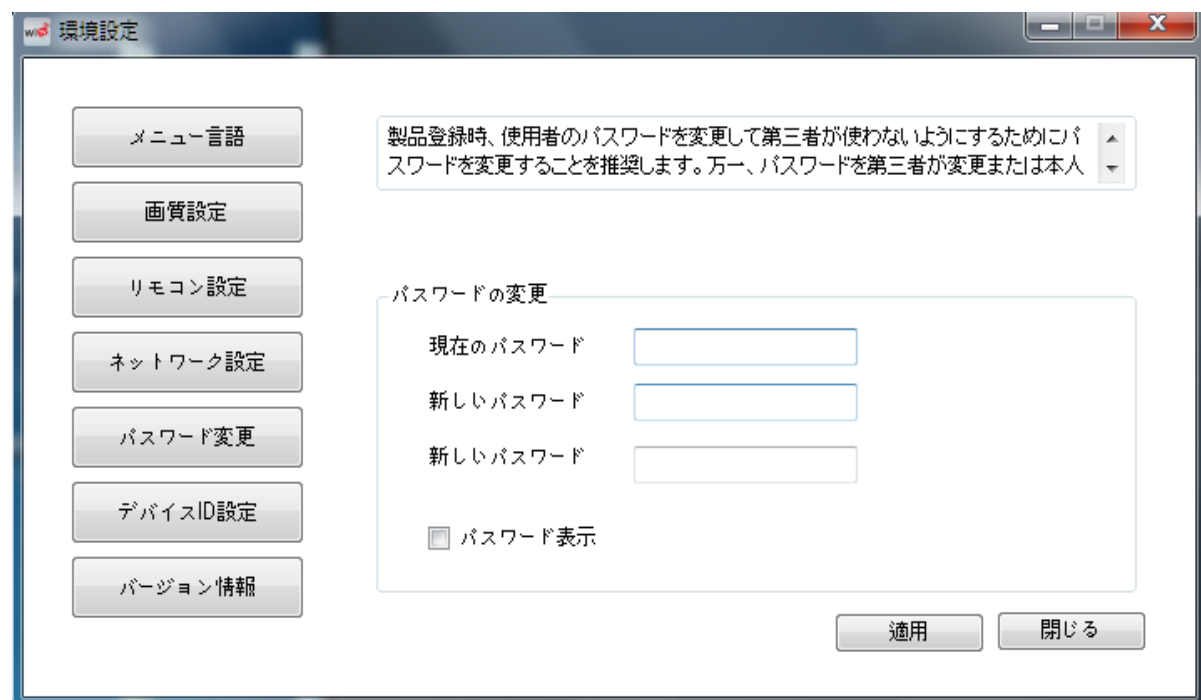 win3 環境設定
メニュー言語
画質設定
リモコン設定
ネットワーク設定
パスワード変更
デバイスID設定
バージョン情報
製品登録時、使用者のパスワードを変更して第三者が使わないようにするためにパ
スワードを変更することを推奨します。万一、パスワードを第三者が変更または本人
パスワードの変更
現在のパスワード
新しいパスワード
新しいパスワード
パスワード表示
適用
閉じる